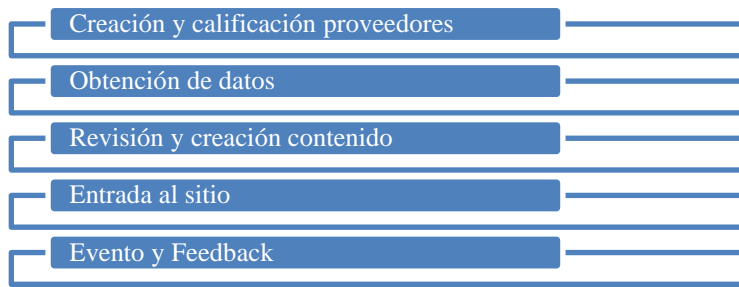 Creación y calificación proveedores
Obtención de datos
Revisión y creación contenido
Entrada al sitio
Evento y Feedback